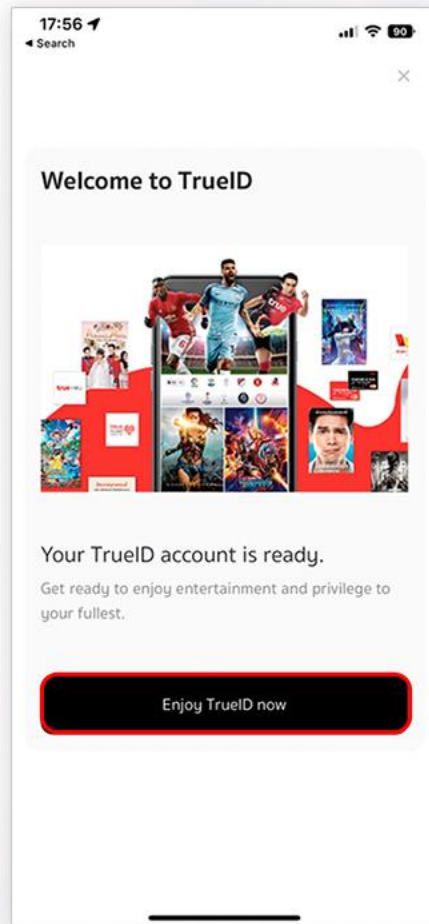 17:56
90
◀ Search
Welcome to TrueID
true
Your TrueID account is ready.
Get ready to enjoy entertainment and privilege to
your fullest.
Enjoy TrueID now